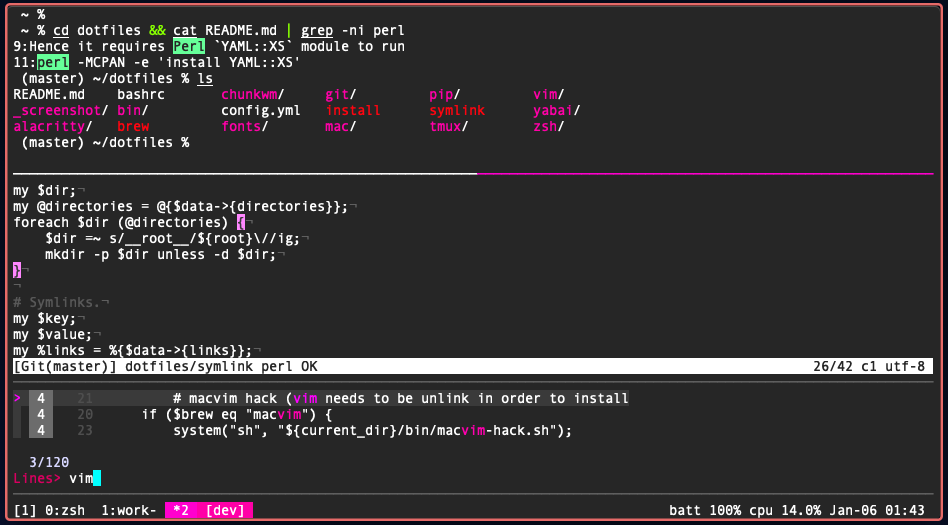 ~ %
~ % cd dotfiles && cat README.md | grep -ni perl
9:Hence it requires Perl `YAML::XS` module to run
11:perl -MCPAN -e 'install YAML::XS'
(master) ~/dotfiles % ls
README.md bashrc chunkwm/ git/ pip/ vim/
_screenshot/ bin/ config.yml install symlink yabai/
alacritty/ brew fonts/ mac/ tmux/ zsh/
(master) ~/dotfiles %
my $dir;¬
my @directories = @{$data->{directories}};¬
foreach $dir (@directories) {¬
    $dir =~ s/__root__/${root}\//ig;¬
    mkdir -p $dir unless -d $dir;¬
}¬
¬
# Symlinks.¬
my $key;¬
my $value;¬
my %links = %{$data->{links}};¬
[Git(master)] dotfiles/symlink perl OK 26/42 c1 utf-8
> 4 21 # macvim hack (vim needs to be unlink in order to install
4 20 if ($brew eq "macvim") {
4 23 system("sh", "${current_dir}/bin/macvim-hack.sh");
3/120
Lines> vim
[1] 0:zsh 1:work- *2 [dev] batt 100% cpu 14.0% Jan-06 01:43